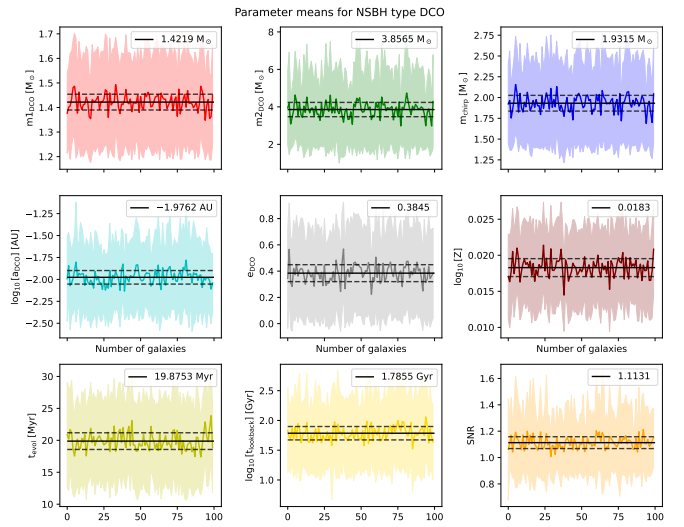 Parameter means for NSBH type DCO
1.7
1.6
1.5
1.4
1.3
1.2
m1DCO [M⊙]
1.4219 M⊙
8
6
4
2
m2DCO [M⊙]
3.8565 M⊙
2.75
2.50
2.25
2.00
1.75
1.50
1.25
mchirp [M⊙]
1.9315 M⊙
−1.25
−1.50
−1.75
−2.00
−2.25
−2.50
log10 [aDCO] [AU]
−1.9762 AU
Number of galaxies
0.8
0.6
0.4
0.2
0.0
eDCO
0.3845
Number of galaxies
0.025
0.020
0.015
0.010
log10 [Z]
0.0183
Number of galaxies
30
25
20
15
10
tevol [Myr]
19.8753 Myr
0 25 50 75 100
2.5
2.0
1.5
1.0
log10 [tlookback] [Gyr]
1.7855 Gyr
0 25 50 75 100
1.6
1.4
1.2
1.0
0.8
SNR
1.1131
0 25 50 75 100